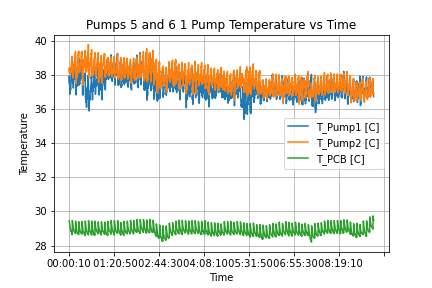 Pumps 5 and 6 1 Pump Temperature vs Time
40
38
36
34
32
30
28
Temperature
T_Pump1 [C]
T_Pump2 [C]
T_PCB [C]
00:00:10 01:20:50 02:44:30 04:08:10 05:31:50 06:55:30 08:19:10
Time